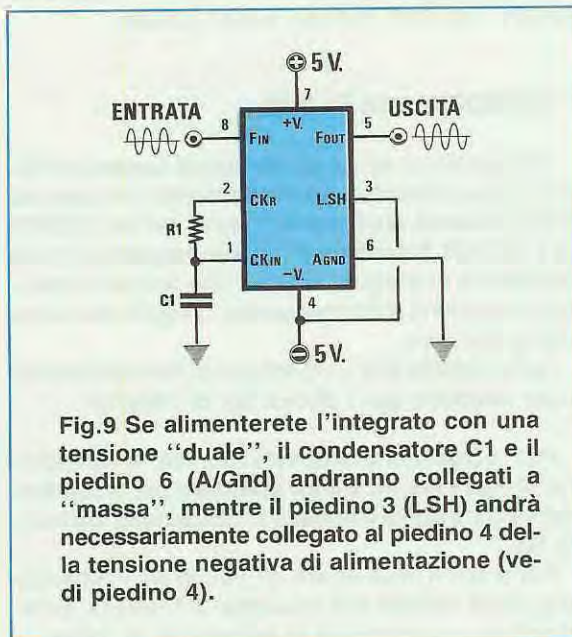 ⊕ 5 V.
7
ENTRATA
USCITA
8
FIN
+V.
FOUT
5
2
CKR
L.SH
3
R1
1
CKIN
AGND
6
−V.
C1
4
⊖ 5 V.
Fig.9 Se alimenterete l'integrato con una
tensione ''duale'', il condensatore C1 e il
piedino 6 (A/Gnd) andranno collegati a
''massa'', mentre il piedino 3 (LSH) andrà
necessariamente collegato al piedino 4 del-
la tensione negativa di alimentazione (ve-
di piedino 4).